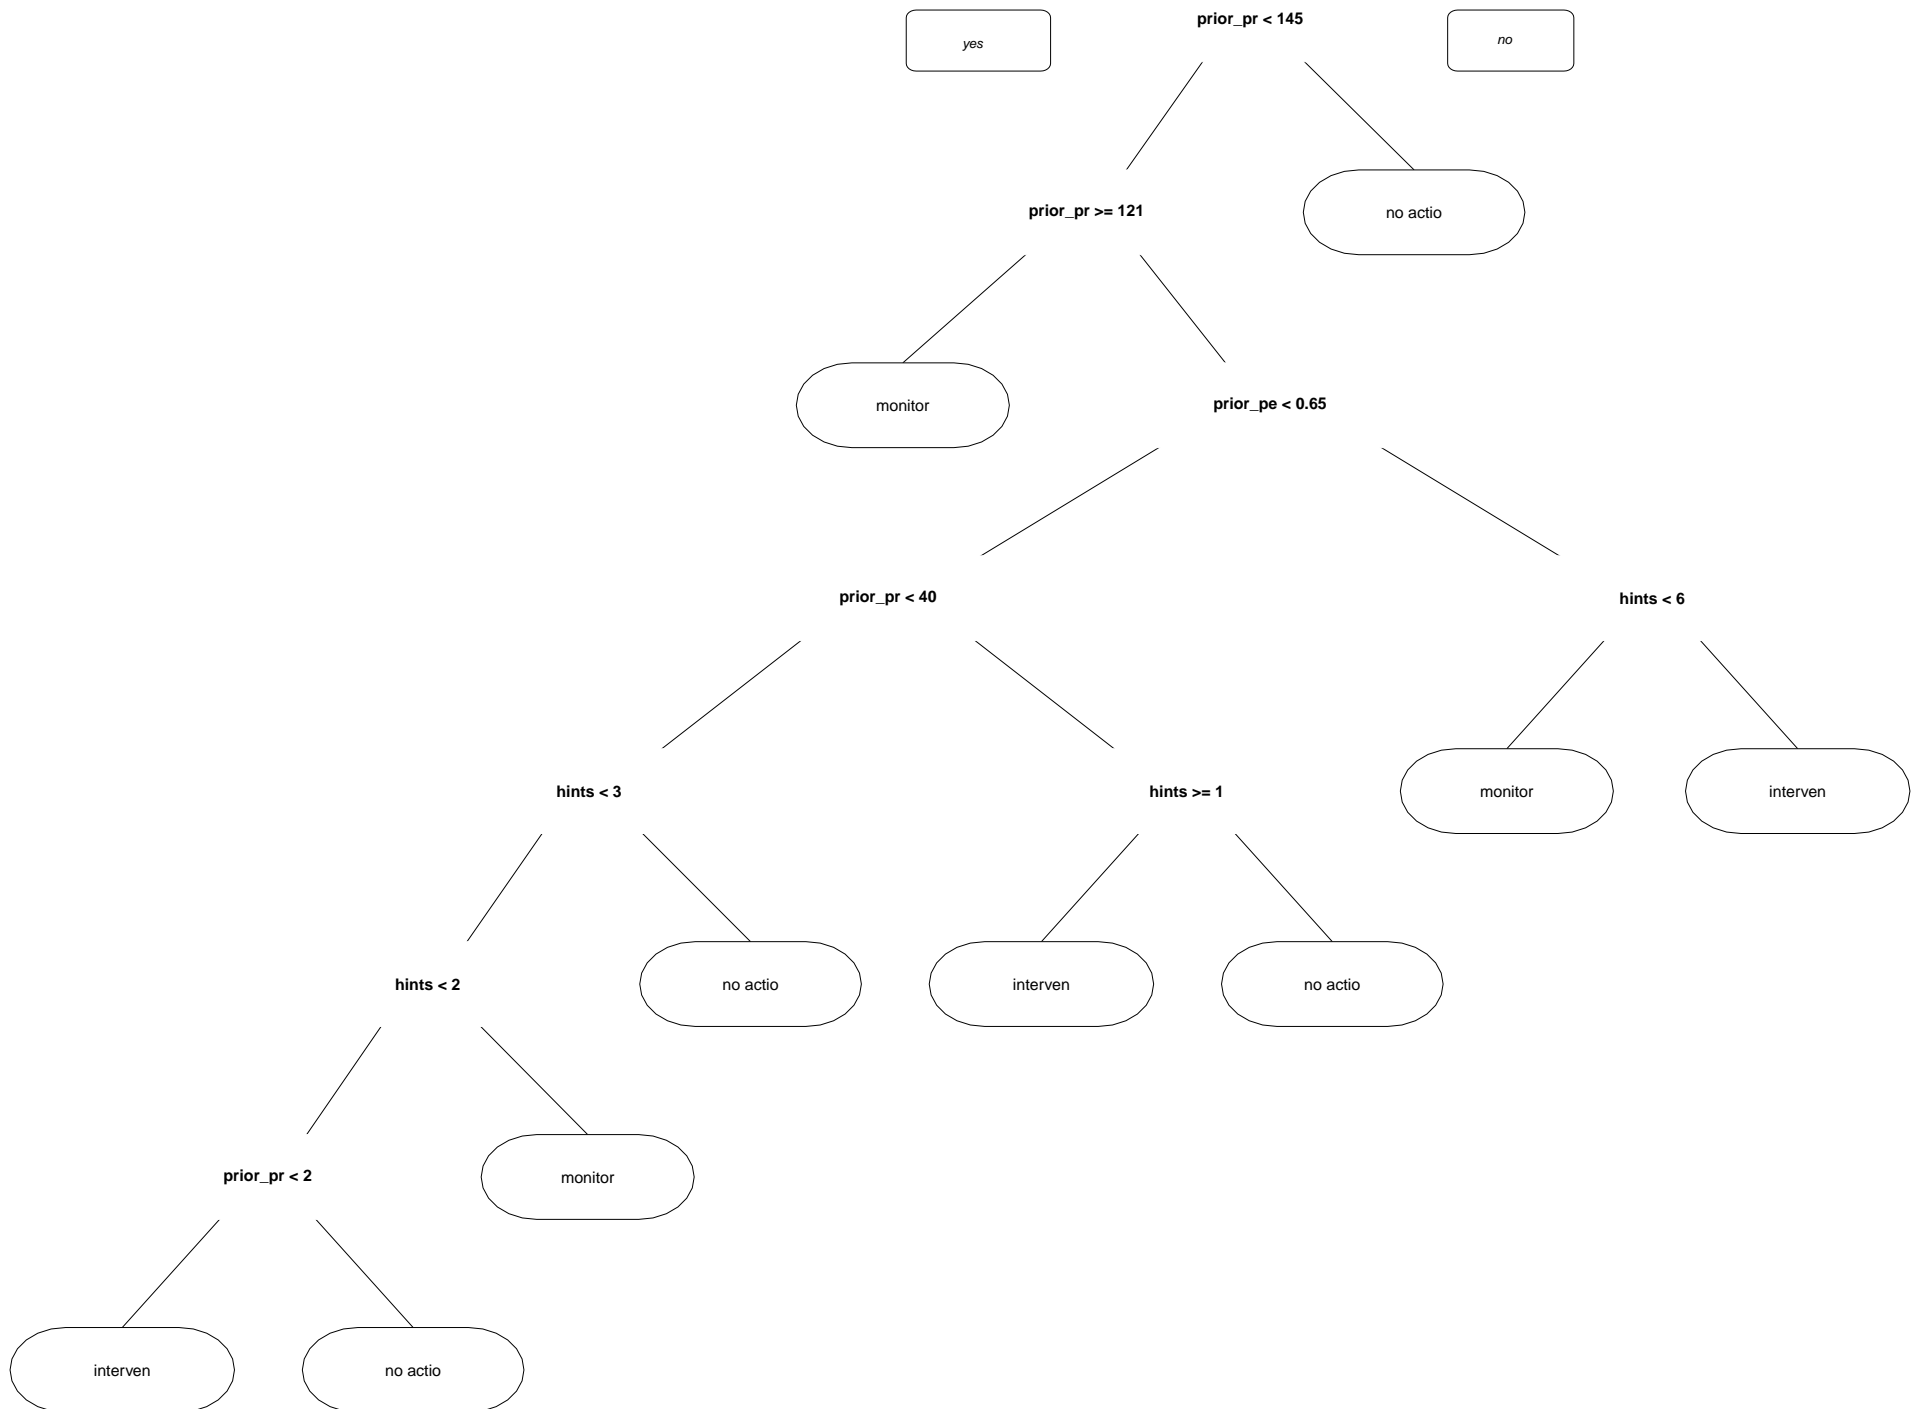 yes
prior_pr < 145
no
prior_pr >= 121
no actio
monitor
prior_pe < 0.65
prior_pr < 40
hints < 6
hints < 3
hints >= 1
monitor
interven
hints < 2
no actio
interven
no actio
prior_pr < 2
monitor
interven
no actio